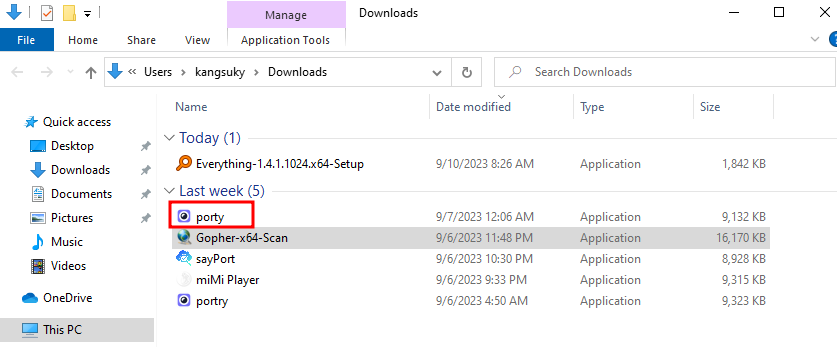 Manage Downloads
File Home Share View Application Tools
« Users › kangsuky › Downloads Search Downloads
Name Date modified Type Size
Quick access
Desktop
Downloads
Documents
Pictures
Music
Videos
OneDrive
This PC
Today (1)
Everything-1.4.1.1024.x64-Setup 9/10/2023 8:26 AM Application 1,842 KB
Last week (5)
porty 9/7/2023 12:06 AM Application 9,132 KB
Gopher-x64-Scan 9/6/2023 11:48 PM Application 16,170 KB
sayPort 9/6/2023 10:30 PM Application 8,928 KB
miMi Player 9/6/2023 9:33 PM Application 9,315 KB
portry 9/6/2023 4:50 AM Application 9,323 KB